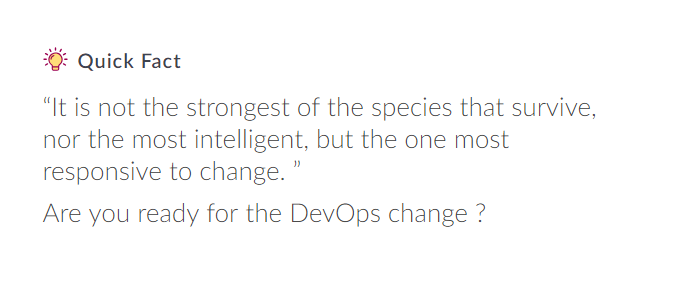 Quick Fact
“It is not the strongest of the species that survive,
nor the most intelligent, but the one most
responsive to change. ”
Are you ready for the DevOps change ?